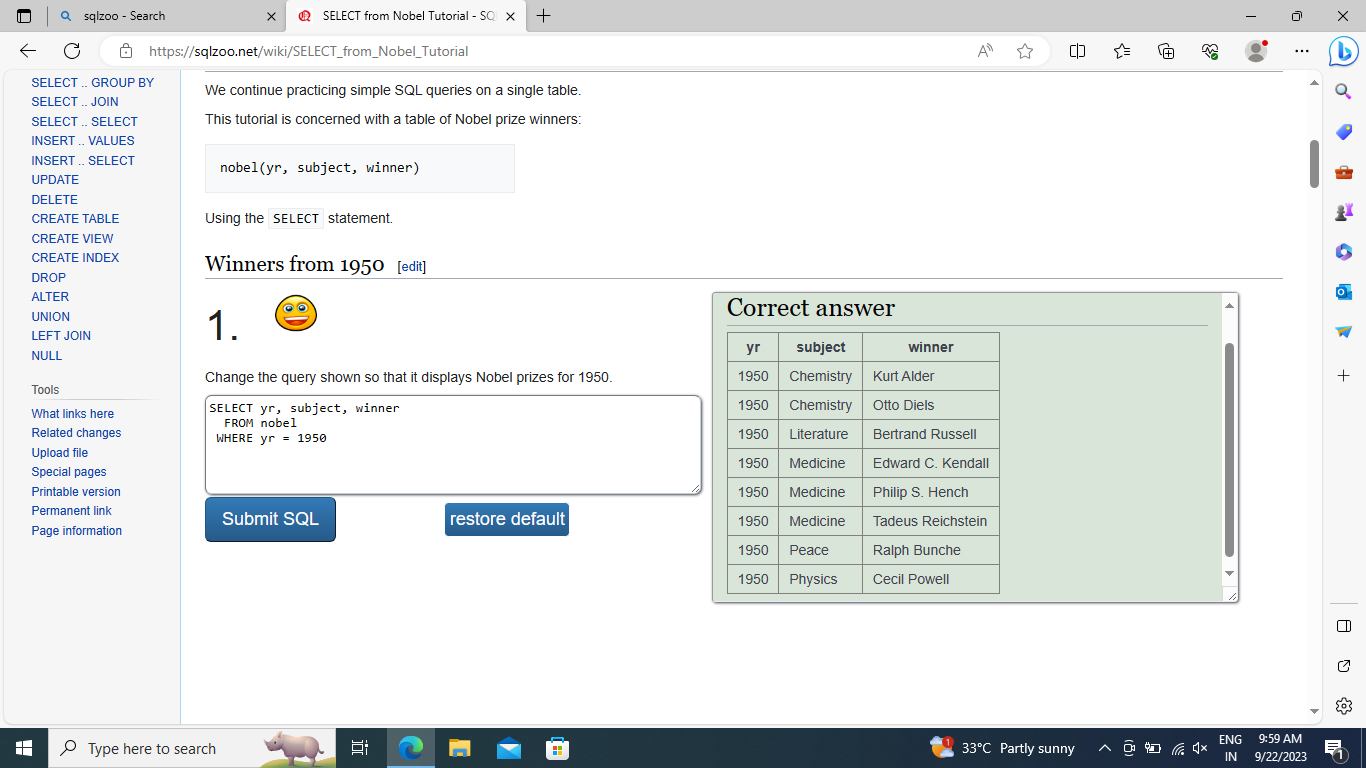 sqlzoo - Search
SELECT from Nobel Tutorial - SQ
https://sqlzoo.net/wiki/SELECT_from_Nobel_Tutorial
SELECT .. GROUP BY
SELECT .. JOIN
SELECT .. SELECT
INSERT .. VALUES
INSERT .. SELECT
UPDATE
DELETE
CREATE TABLE
CREATE VIEW
CREATE INDEX
DROP
ALTER
UNION
LEFT JOIN
NULL
Tools
What links here
Related changes
Upload file
Special pages
Printable version
Permanent link
Page information
We continue practicing simple SQL queries on a single table.
This tutorial is concerned with a table of Nobel prize winners:
nobel(yr, subject, winner)
Using the SELECT statement.
Winners from 1950 [edit]
1.
Change the query shown so that it displays Nobel prizes for 1950.
SELECT yr, subject, winner
FROM nobel
WHERE yr = 1950
Submit SQL restore default
Correct answer
yr subject winner
1950 Chemistry Kurt Alder
1950 Chemistry Otto Diels
1950 Literature Bertrand Russell
1950 Medicine Edward C. Kendall
1950 Medicine Philip S. Hench
1950 Medicine Tadeus Reichstein
1950 Peace Ralph Bunche
1950 Physics Cecil Powell
Type here to search
1
33°C Partly sunny
ENG
IN
9:59 AM
9/22/2023
1